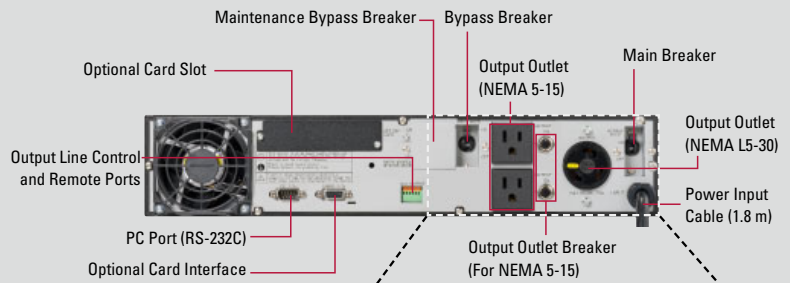 Maintenance Bypass Breaker
Bypass Breaker
Optional Card Slot
Output Outlet
(NEMA 5-15)
Main Breaker
Output Outlet
(NEMA L5-30)
Output Line Control
and Remote Ports
Power Input
Cable (1.8 m)
PC Port (RS-232C)
Output Outlet Breaker
(For NEMA 5-15)
Optional Card Interface